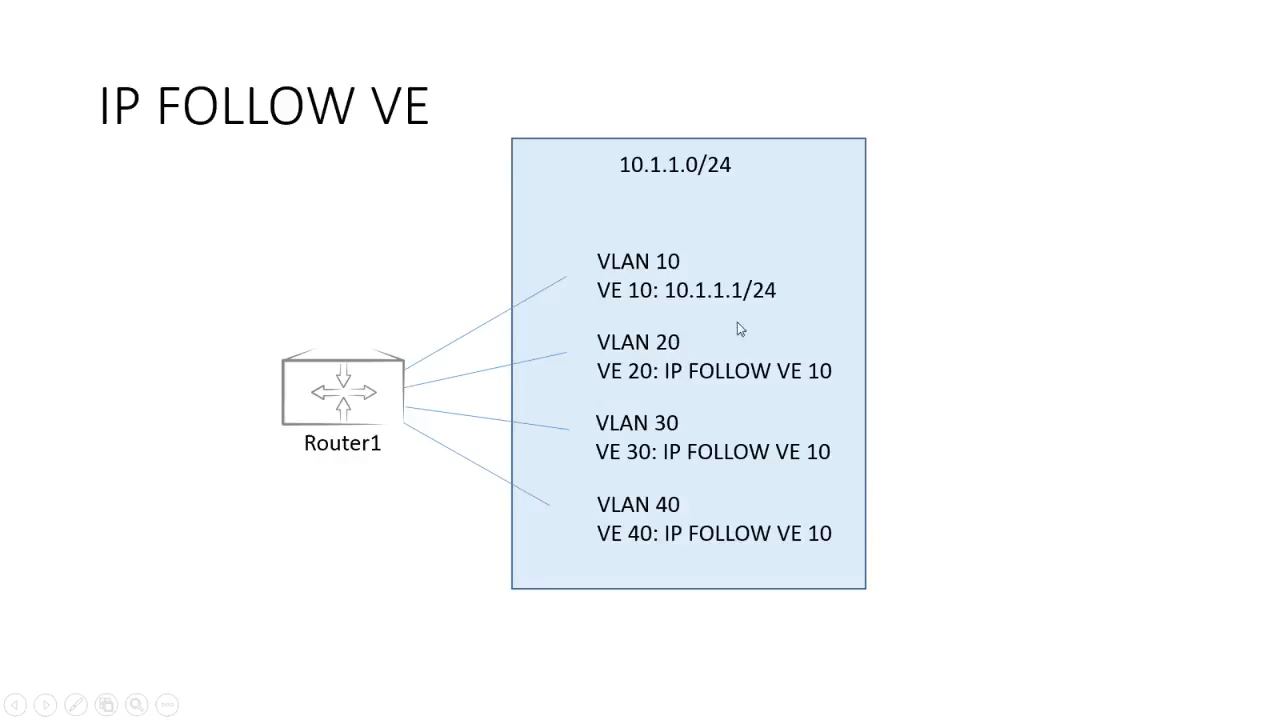 IP FOLLOW VE
10.1.1.0/24
VLAN 10
VE 10: 10.1.1.1/24
VLAN 20
VE 20: IP FOLLOW VE 10
VLAN 30
VE 30: IP FOLLOW VE 10
VLAN 40
VE 40: IP FOLLOW VE 10
Router1